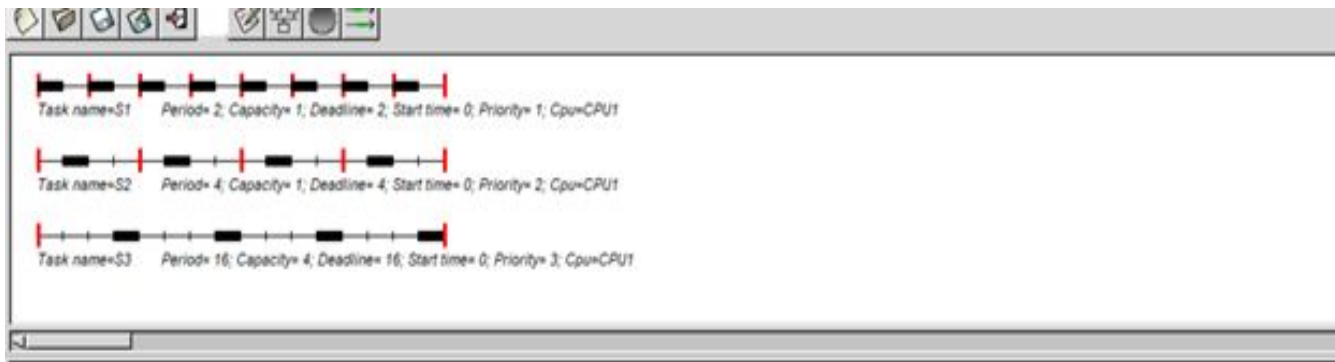 Task name=S1 Period= 2; Capacity= 1; Deadline= 2; Start time= 0; Priority= 1; Cpu=CPU1
Task name=S2 Period= 4; Capacity= 1; Deadline= 4; Start time= 0; Priority= 2; Cpu=CPU1
Task name=S3 Period= 16; Capacity= 4; Deadline= 16; Start time= 0; Priority= 3; Cpu=CPU1